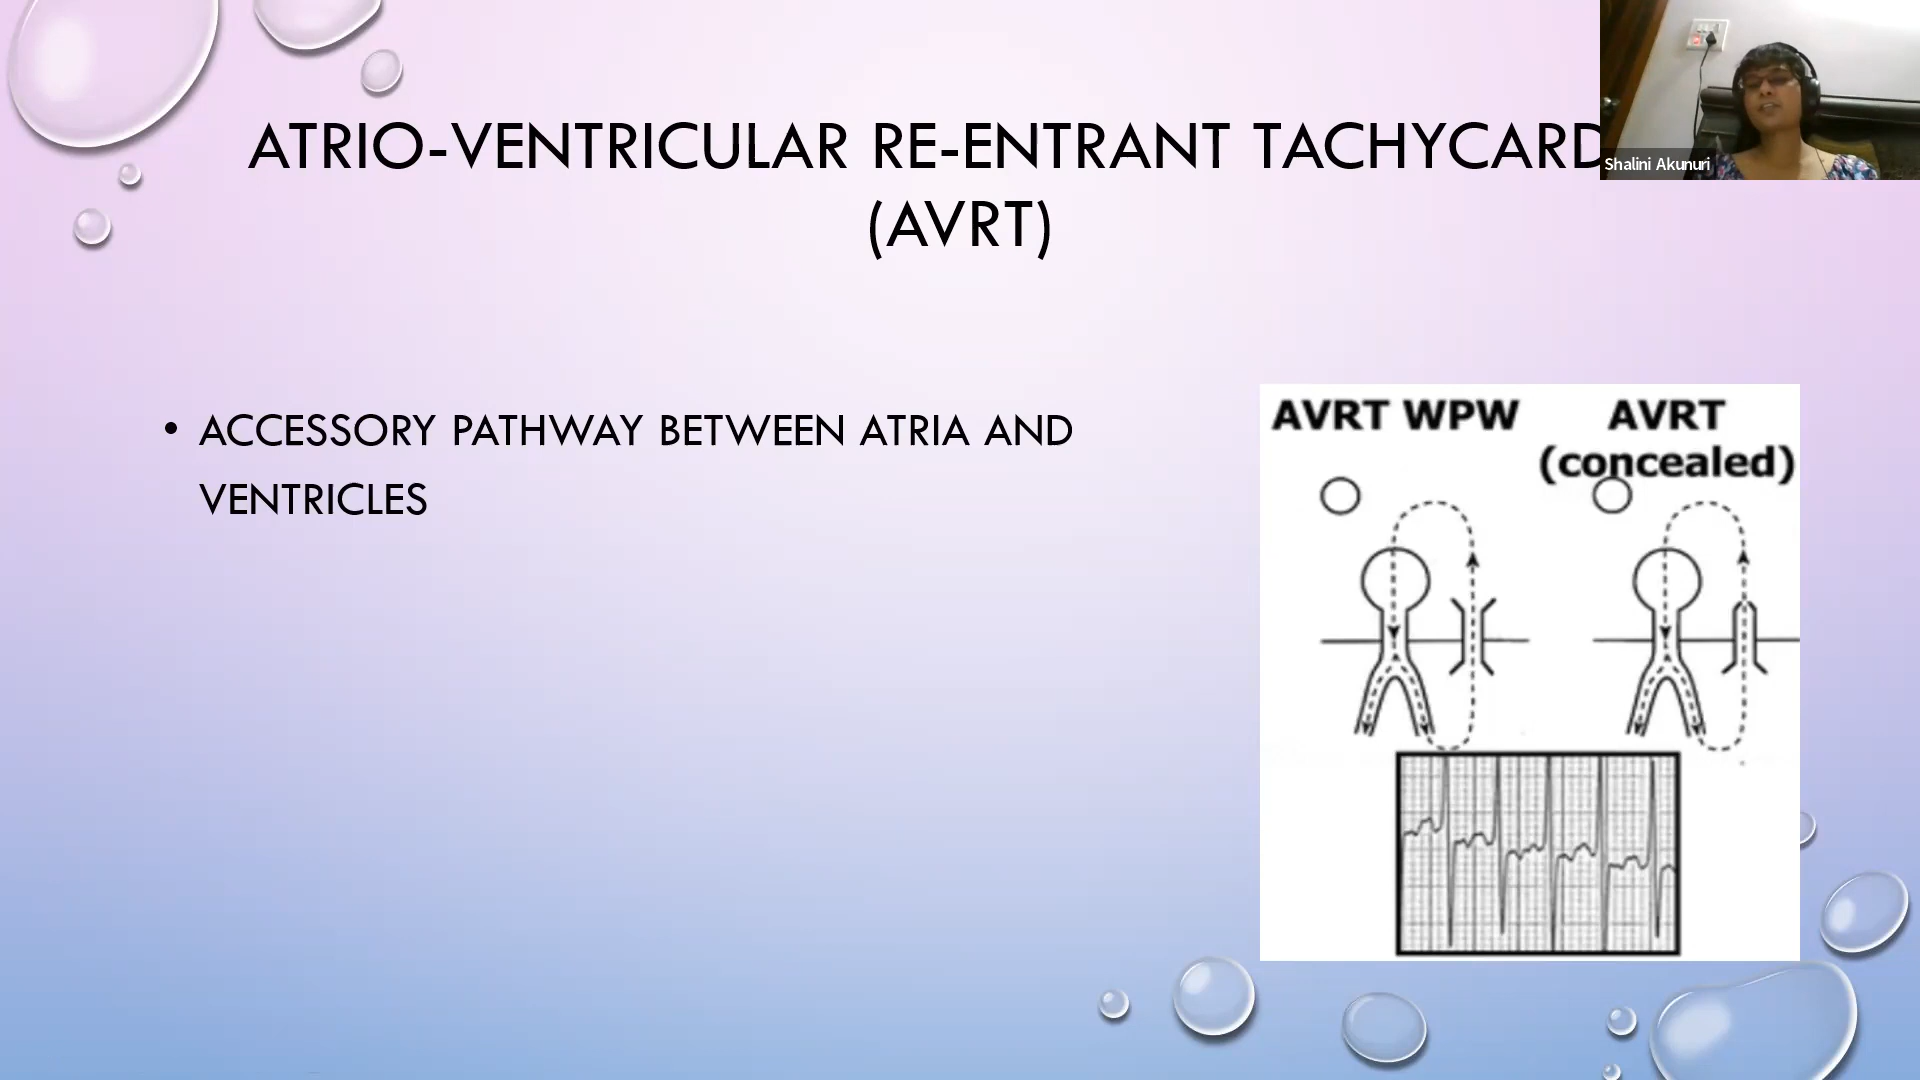 ATRIO-VENTRICULAR RE-ENTRANT TACHYCARD
(AVRT)
Shalini Akunuri
• ACCESSORY PATHWAY BETWEEN ATRIA AND
VENTRICLES
AVRT WPW
AVRT
(concealed)